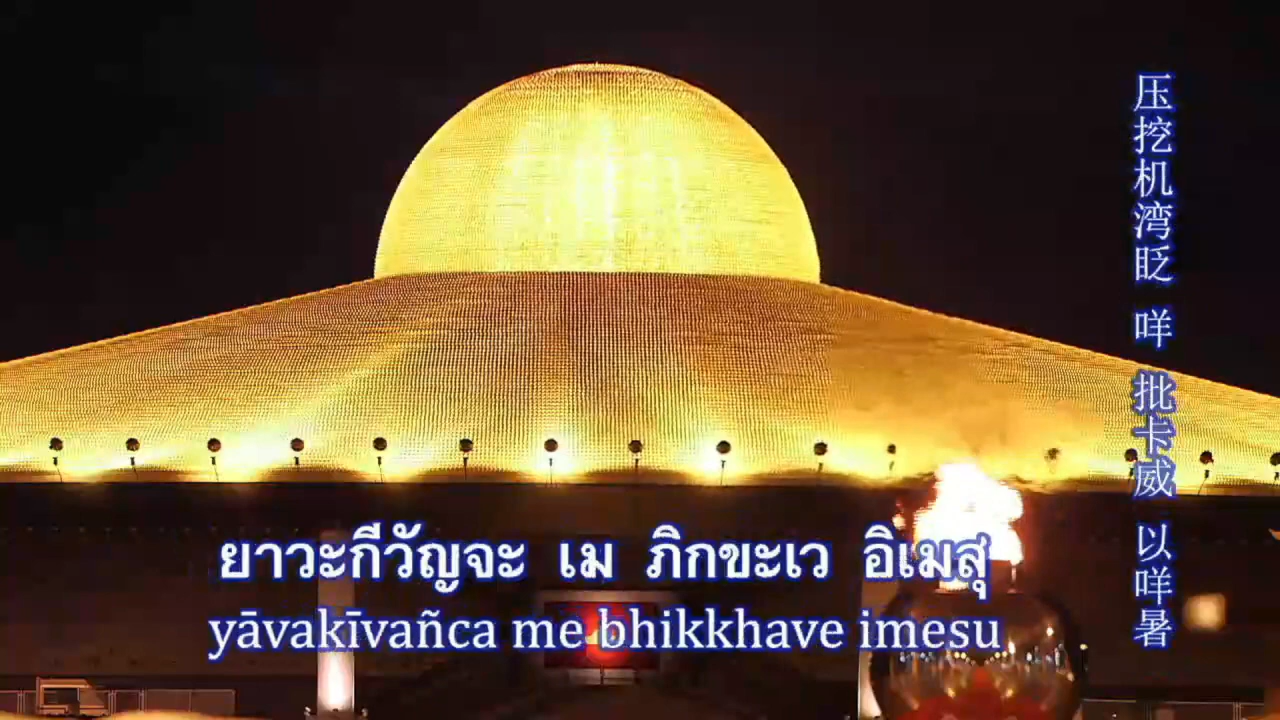 ยาวะกีวัญจะ เม ภิกขะเว อิเมสุ
yāvakīvañca me bhikkhave imesu
压挖机湾眨 咩 批卡威 以咩暑